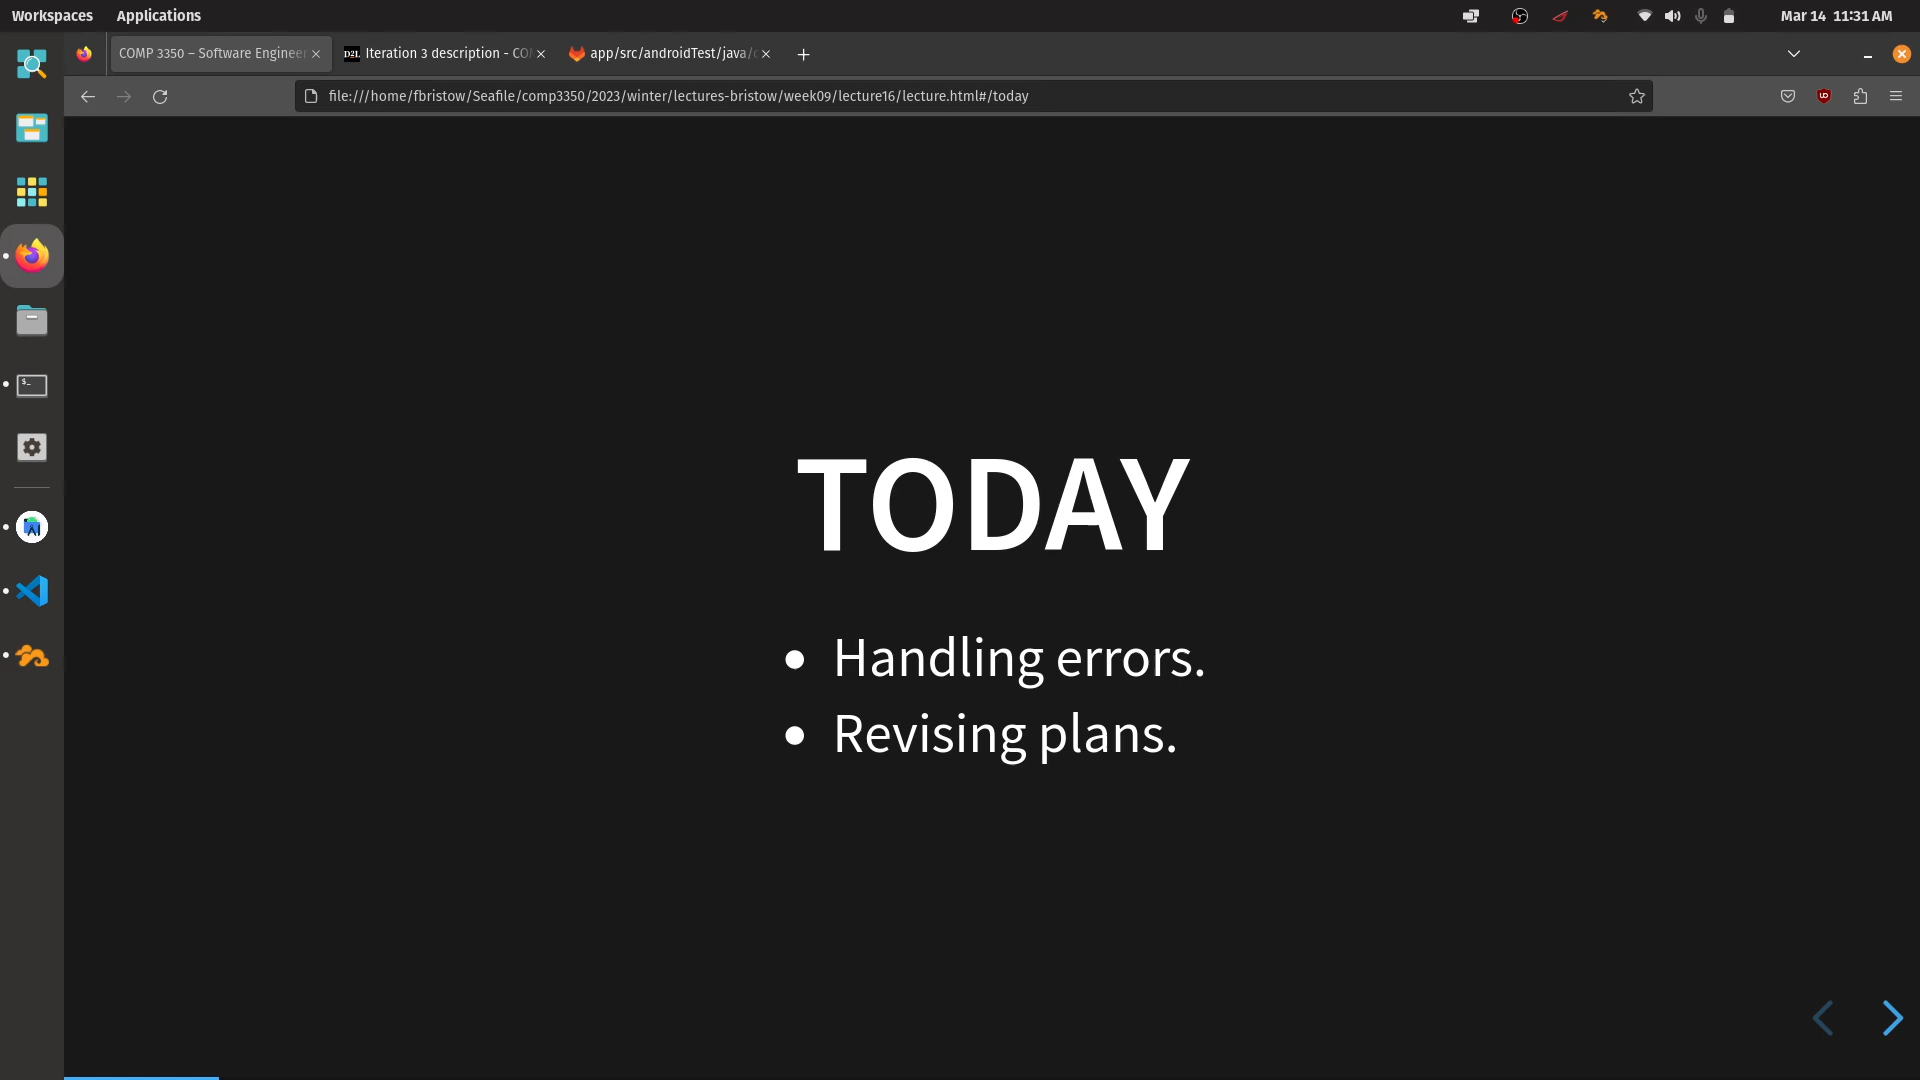 Workspaces Applications Mar 14 11:31 AM
COMP 3350 – Software Engineer Iteration 3 description - CO app/src/androidTest/java/
file:///home/fbristow/Seafile/comp3350/2023/winter/lectures-bristow/week09/lecture16/lecture.html#/today
TODAY
Handling errors.
Revising plans.